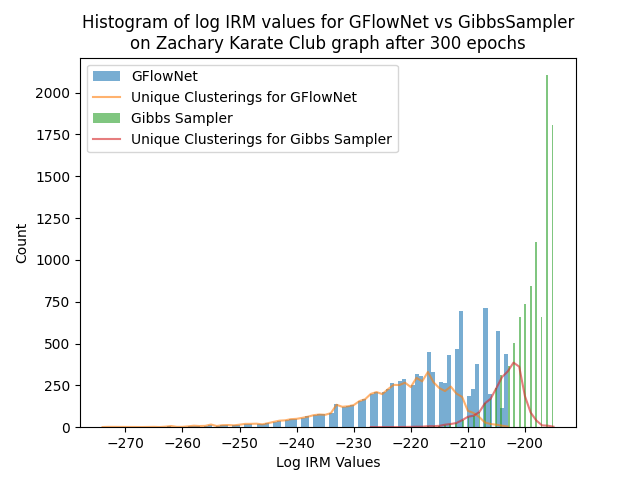 Histogram of log IRM values for GFlowNet vs GibbsSampler
on Zachary Karate Club graph after 300 epochs
GFlowNet
Unique Clusterings for GFlowNet
Gibbs Sampler
Unique Clusterings for Gibbs Sampler
2000
1750
1500
1250
1000
750
500
250
0
Count
−270
−260
−250
−240
−230
−220
−210
−200
Log IRM Values